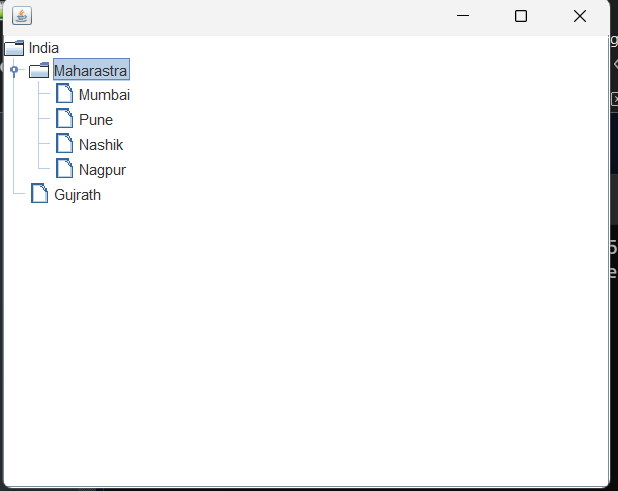 India
Maharastra
Mumbai
Pune
Nashik
Nagpur
Gujrath